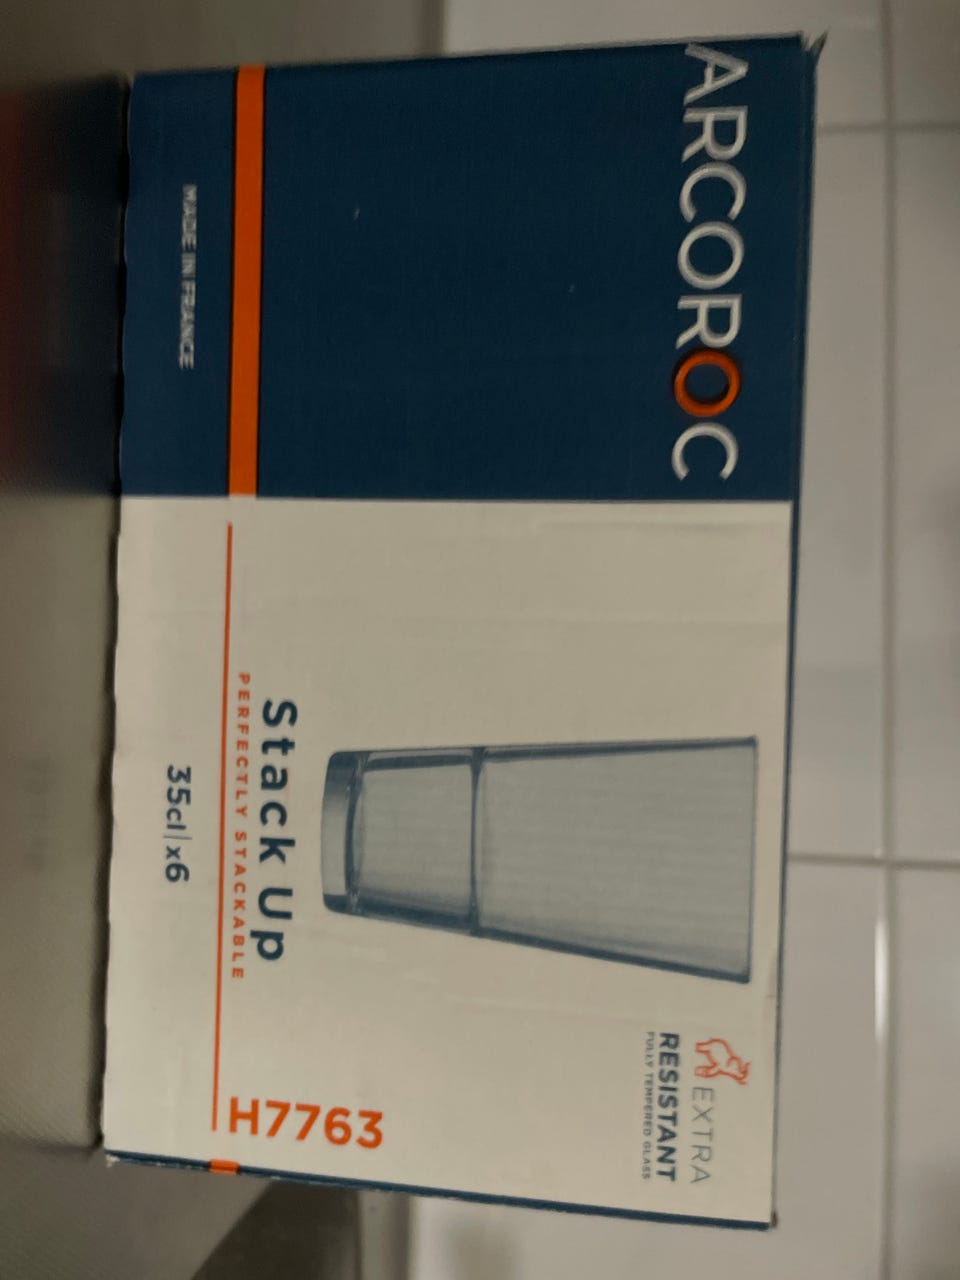 ARCOROC
MADE IN FRANCE
EXTRA
RESISTANT
FULLY TEMPERED GLASS
Stack Up
PERFECTLY STACKABLE
H7763
35cl | x6